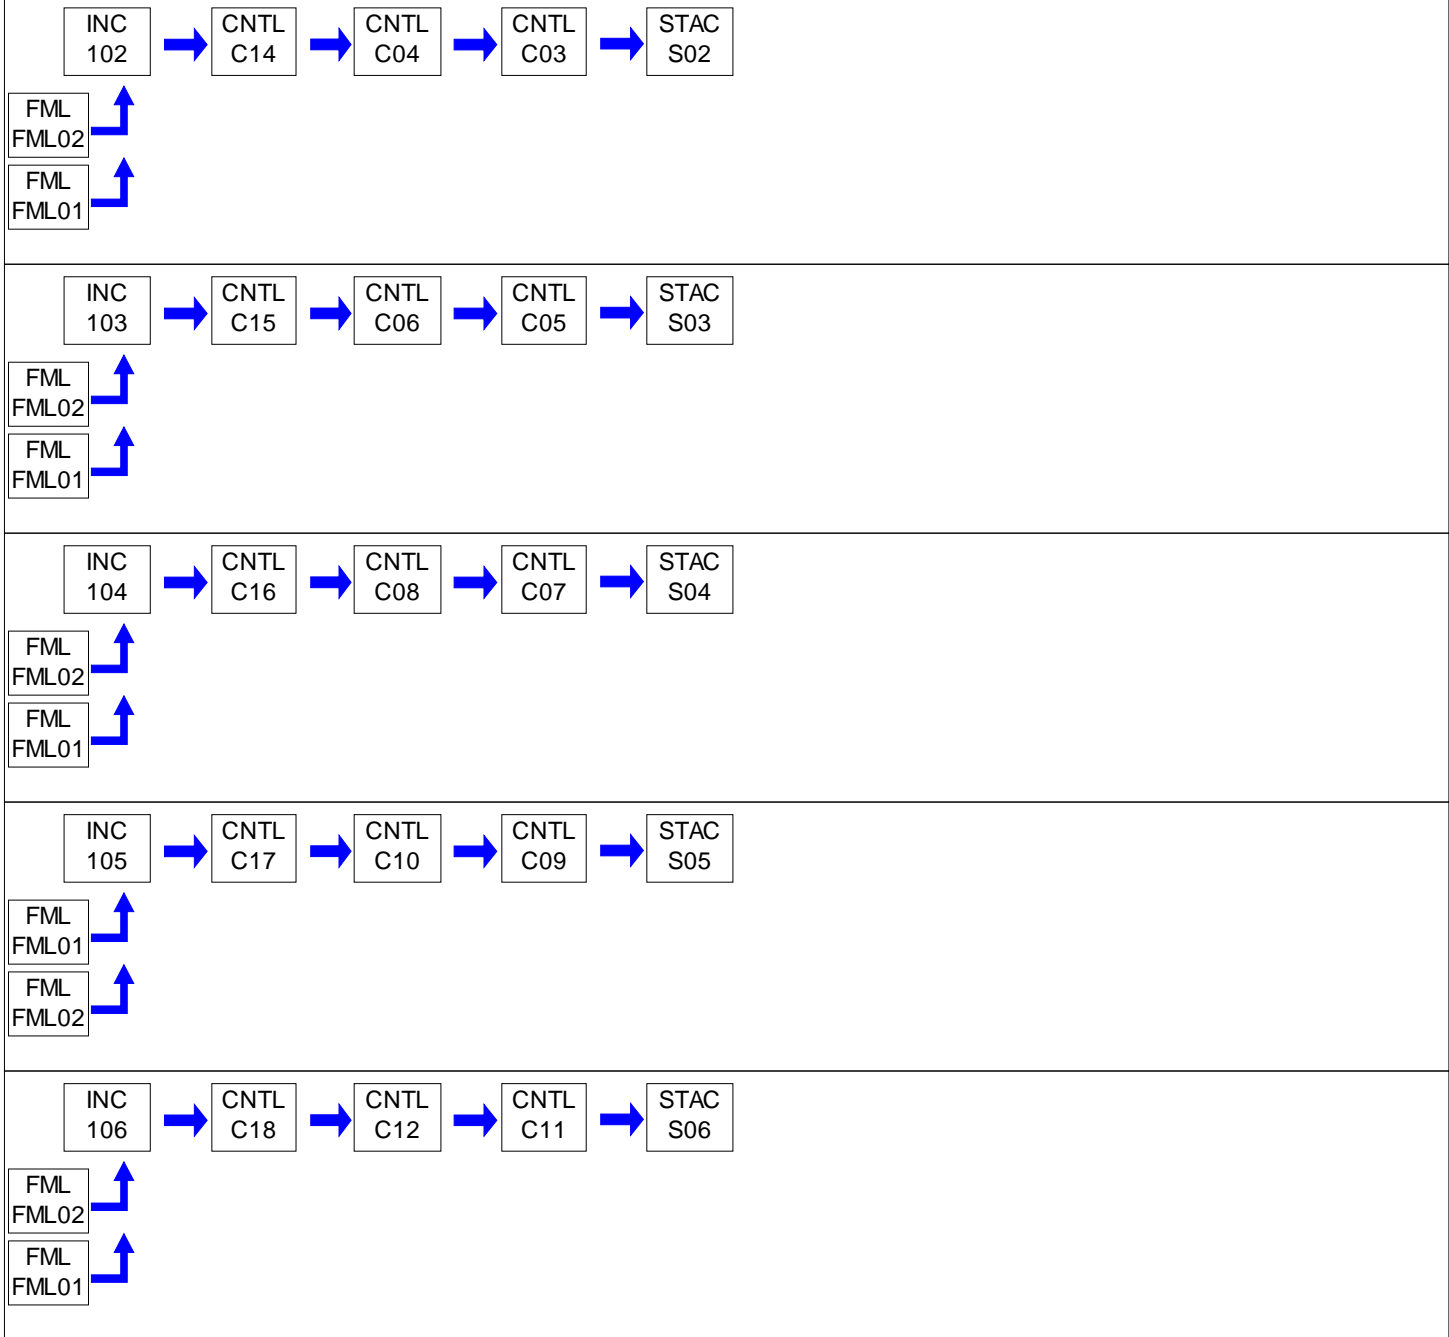 INC
102
CNTL
C14
CNTL
C04
CNTL
C03
STAC
S02
FML
FML02
FML
FML01
INC
103
CNTL
C15
CNTL
C06
CNTL
C05
STAC
S03
FML
FML02
FML
FML01
INC
104
CNTL
C16
CNTL
C08
CNTL
C07
STAC
S04
FML
FML02
FML
FML01
INC
105
CNTL
C17
CNTL
C10
CNTL
C09
STAC
S05
FML
FML01
FML
FML02
INC
106
CNTL
C18
CNTL
C12
CNTL
C11
STAC
S06
FML
FML02
FML
FML01